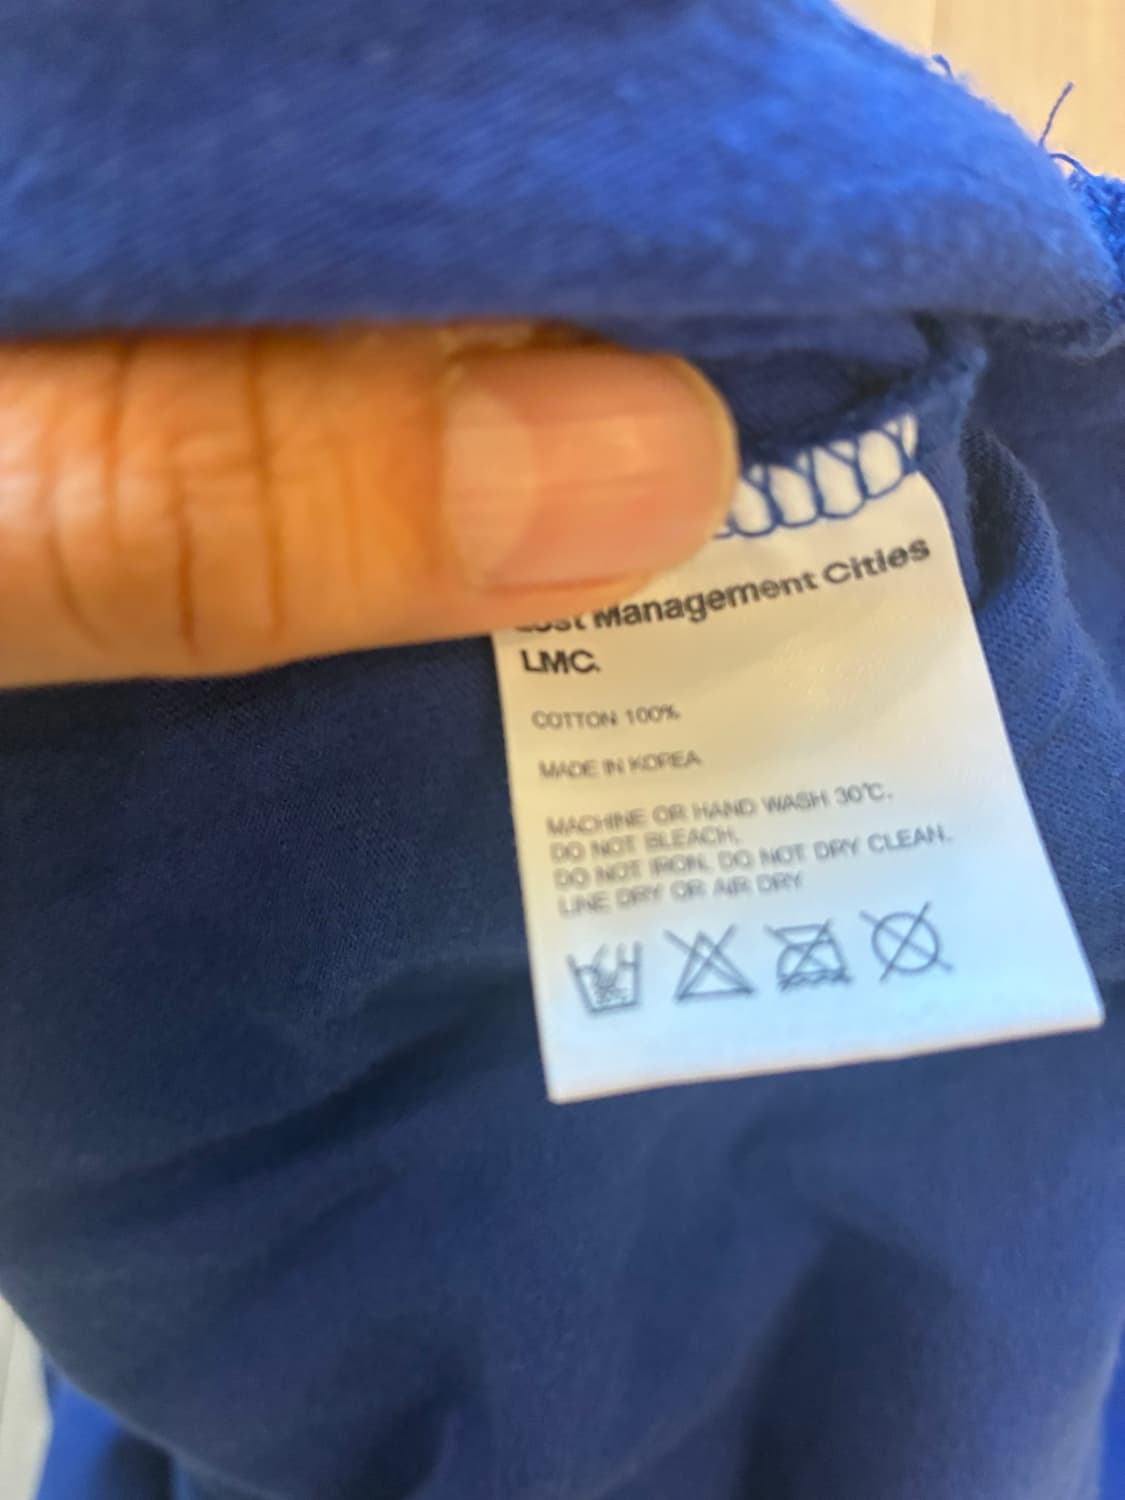 Lost Management Cities
LMC.
COTTON 100%
MADE IN KOREA
MACHINE OR HAND WASH 30℃.
DO NOT BLEACH.
DO NOT IRON. DO NOT DRY CLEAN.
LINE DRY OR AIR DRY